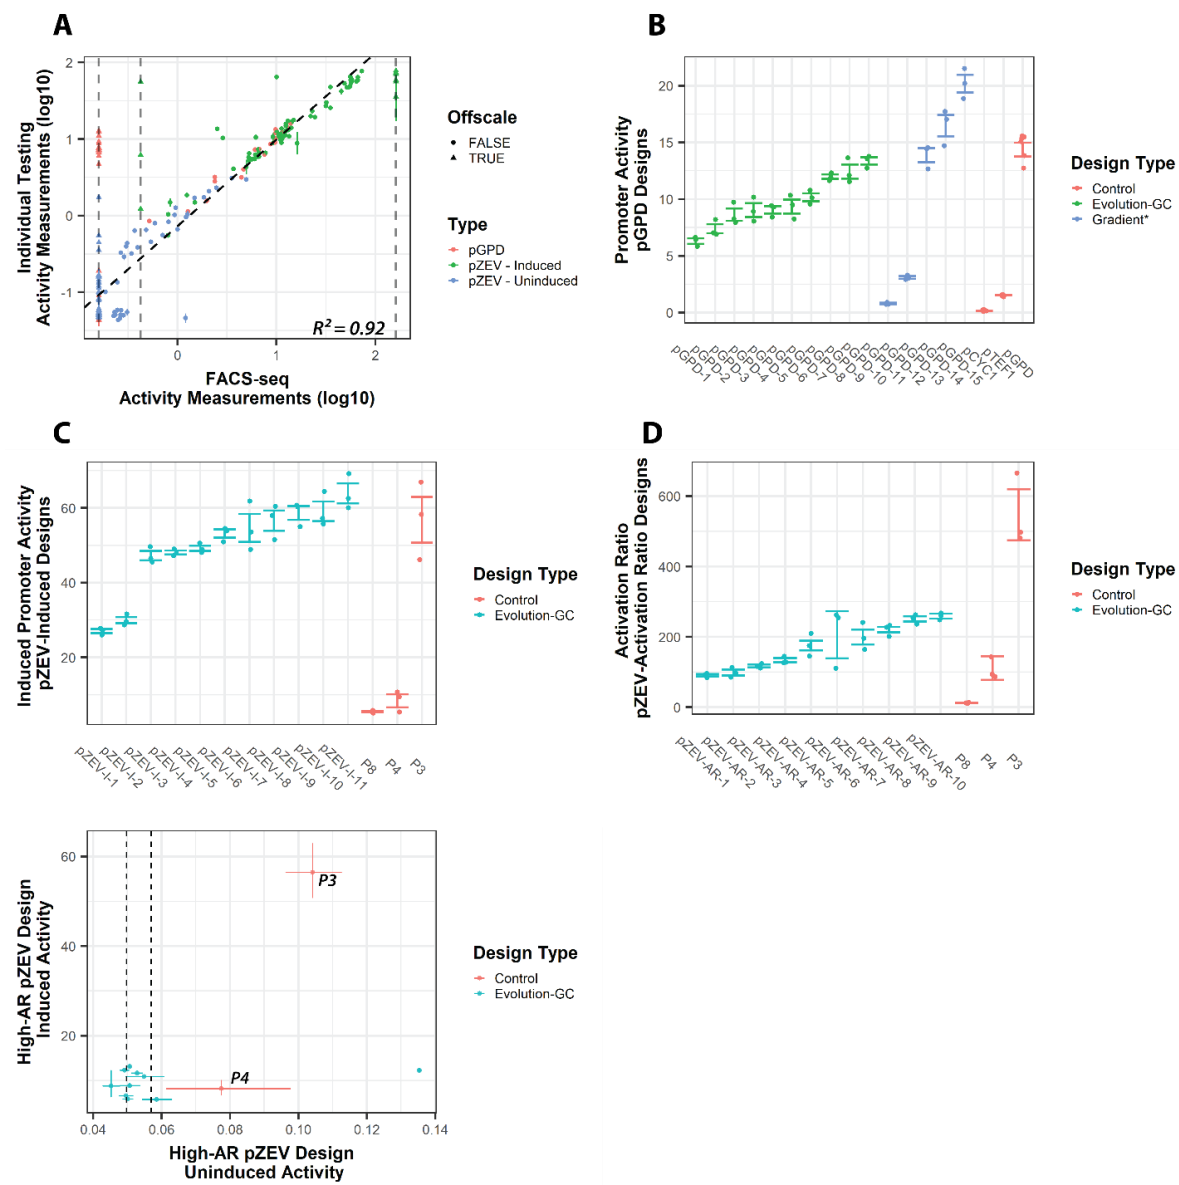 A
Individual Testing
Activity Measurements (log10)
2
1
0
-1
R² = 0.92
0
1
2
FACS-seq
Activity Measurements (log10)
Offscale
FALSE
TRUE
Type
pGPD
pZEV - Induced
pZEV - Uninduced
B
Promoter Activity
pGPD Designs
20
15
10
5
0
pGPD-1
pGPD-2
pGPD-3
pGPD-4
pGPD-5
pGPD-6
pGPD-7
pGPD-8
pGPD-9
pGPD-10
pGPD-11
pGPD-12
pGPD-13
pGPD-14
pGPD-15
pCYC1
pTEF1
pGPD
Design Type
Control
Evolution-GC
Gradient*
C
Induced Promoter Activity
pZEV-Induced Designs
60
40
20
pZEV-I-1
pZEV-I-2
pZEV-I-3
pZEV-I-4
pZEV-I-5
pZEV-I-6
pZEV-I-7
pZEV-I-8
pZEV-I-9
pZEV-I-10
pZEV-I-11
P8
P4
P3
Design Type
Control
Evolution-GC
D
Activation Ratio
pZEV-Activation Ratio Designs
600
400
200
0
pZEV-AR-1
pZEV-AR-2
pZEV-AR-3
pZEV-AR-4
pZEV-AR-5
pZEV-AR-6
pZEV-AR-7
pZEV-AR-8
pZEV-AR-9
pZEV-AR-10
P8
P4
P3
Design Type
Control
Evolution-GC
High-AR pZEV Design
Induced Activity
60
40
20
P3
P4
0.04
0.06
0.08
0.10
0.12
0.14
High-AR pZEV Design
Uninduced Activity
Design Type
Control
Evolution-GC